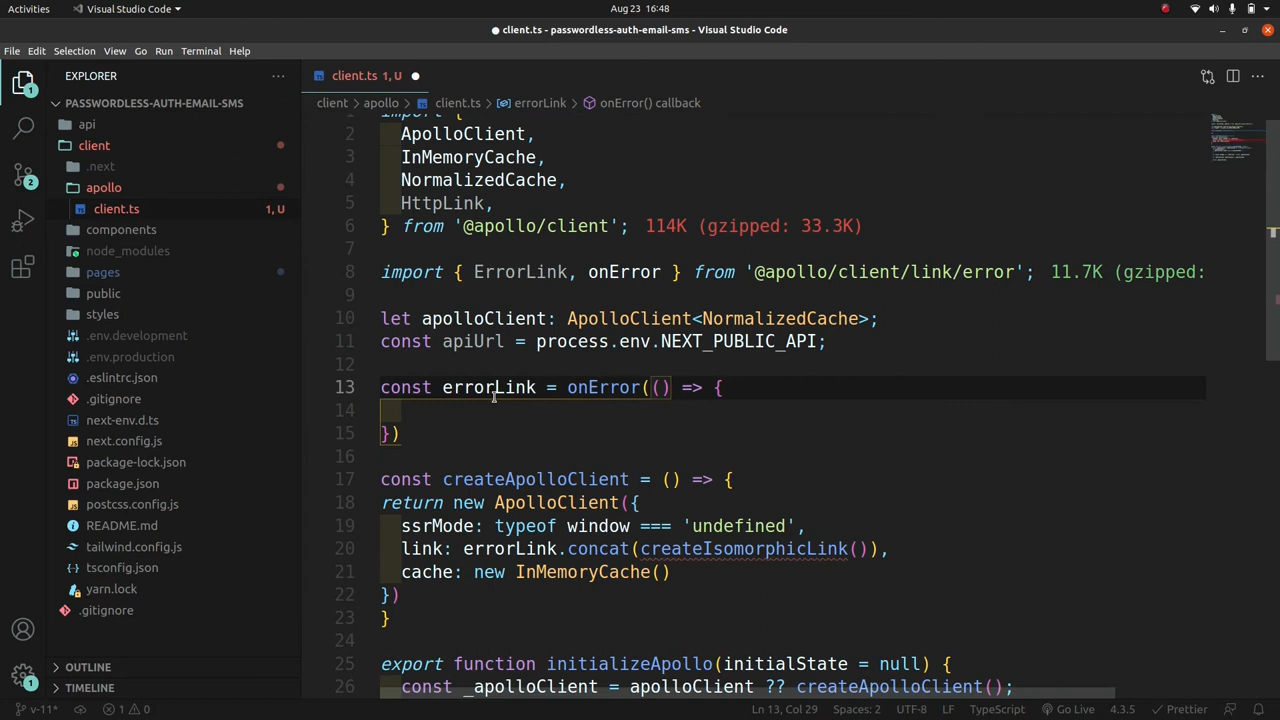 Activities
Visual Studio Code
Aug 23 16:48
● client.ts - passwordless-auth-email-sms - Visual Studio Code
File Edit Selection View Go Run Terminal Help
EXPLORER
PASSWORDLESS-AUTH-EMAIL-SMS
api
client
.next
apollo
client.ts 1, U
components
node_modules
pages
public
styles
.env.development
.env.production
.eslintrc.json
.gitignore
next-env.d.ts
next.config.js
package-lock.json
package.json
postcss.config.js
README.md
tailwind.config.js
tsconfig.json
yarn.lock
.gitignore
OUTLINE
TIMELINE
1
2
1
client.ts 1, U
client > apollo > client.ts > errorLink > onError() callback
1 import {
2 ApolloClient,
3 InMemoryCache,
4 NormalizedCache,
5 HttpLink,
6 } from '@apollo/client'; 114K (gzipped: 33.3K)
7
8 import { ErrorLink, onError } from '@apollo/client/link/error'; 11.7K (gzipped:
9
10 let apolloClient: ApolloClient<NormalizedCache>;
11 const apiUrl = process.env.NEXT_PUBLIC_API;
12
13 const errorLink = onError(() => {
14
15 })
16
17 const createApolloClient = () => {
18 return new ApolloClient({
19 ssrMode: typeof window === 'undefined',
20 link: errorLink.concat(createIsomorphicLink()),
21 cache: new InMemoryCache()
22 })
23 }
24
25 export function initializeApollo(initialState = null) {
26 const _apolloClient = apolloClient ?? createApolloClient();
v-11* 1 0 Ln 13, Col 29 Spaces: 2 UTF-8 LF TypeScript Go Live 4.3.5 Prettier